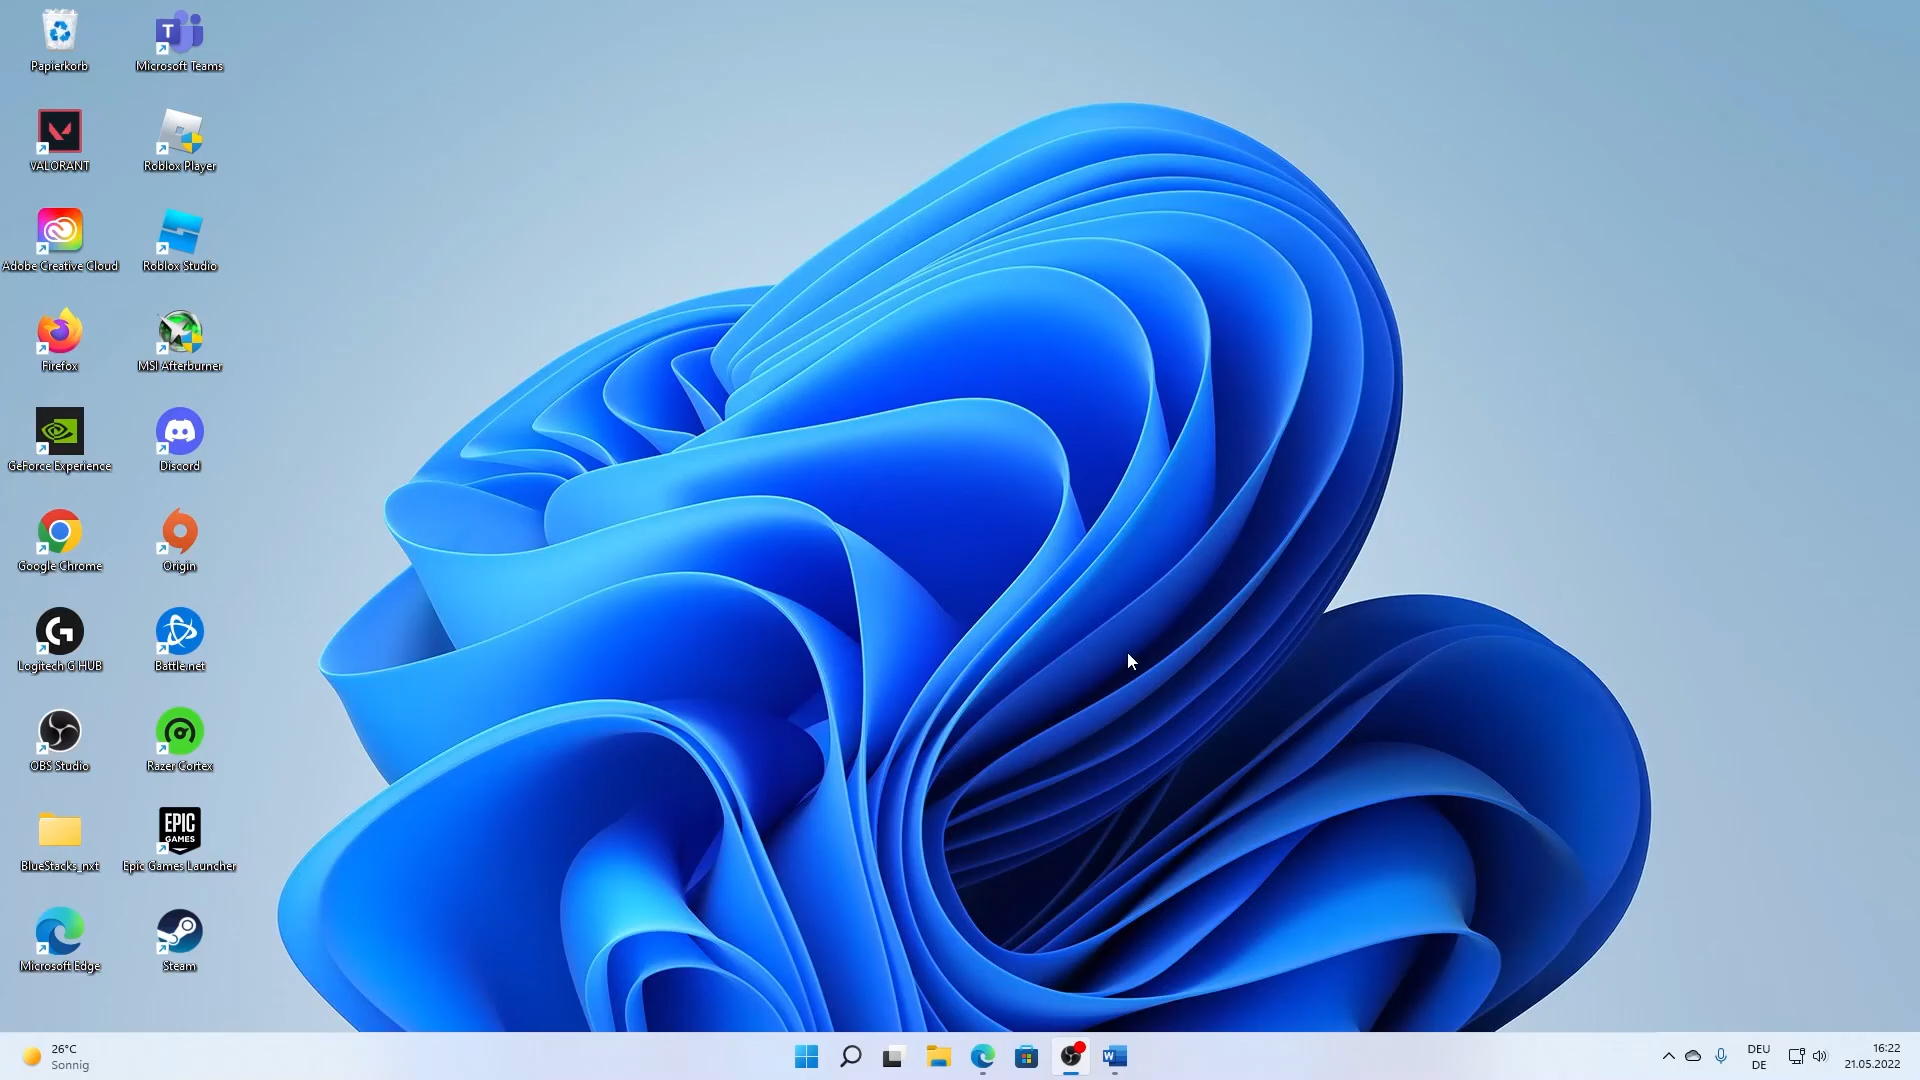 Papierkorb
Microsoft Teams
VALORANT
Roblox Player
Adobe Creative Cloud
Roblox Studio
Firefox
MSI Afterburner
GeForce Experience
Discord
Google Chrome
Origin
Logitech G HUB
Battle.net
OBS Studio
Razer Cortex
BlueStacks_nxt
EPIC
GAMES
Epic Games Launcher
Microsoft Edge
Steam
26°C
Sonnig
DEU
DE
16:22
21.05.2022